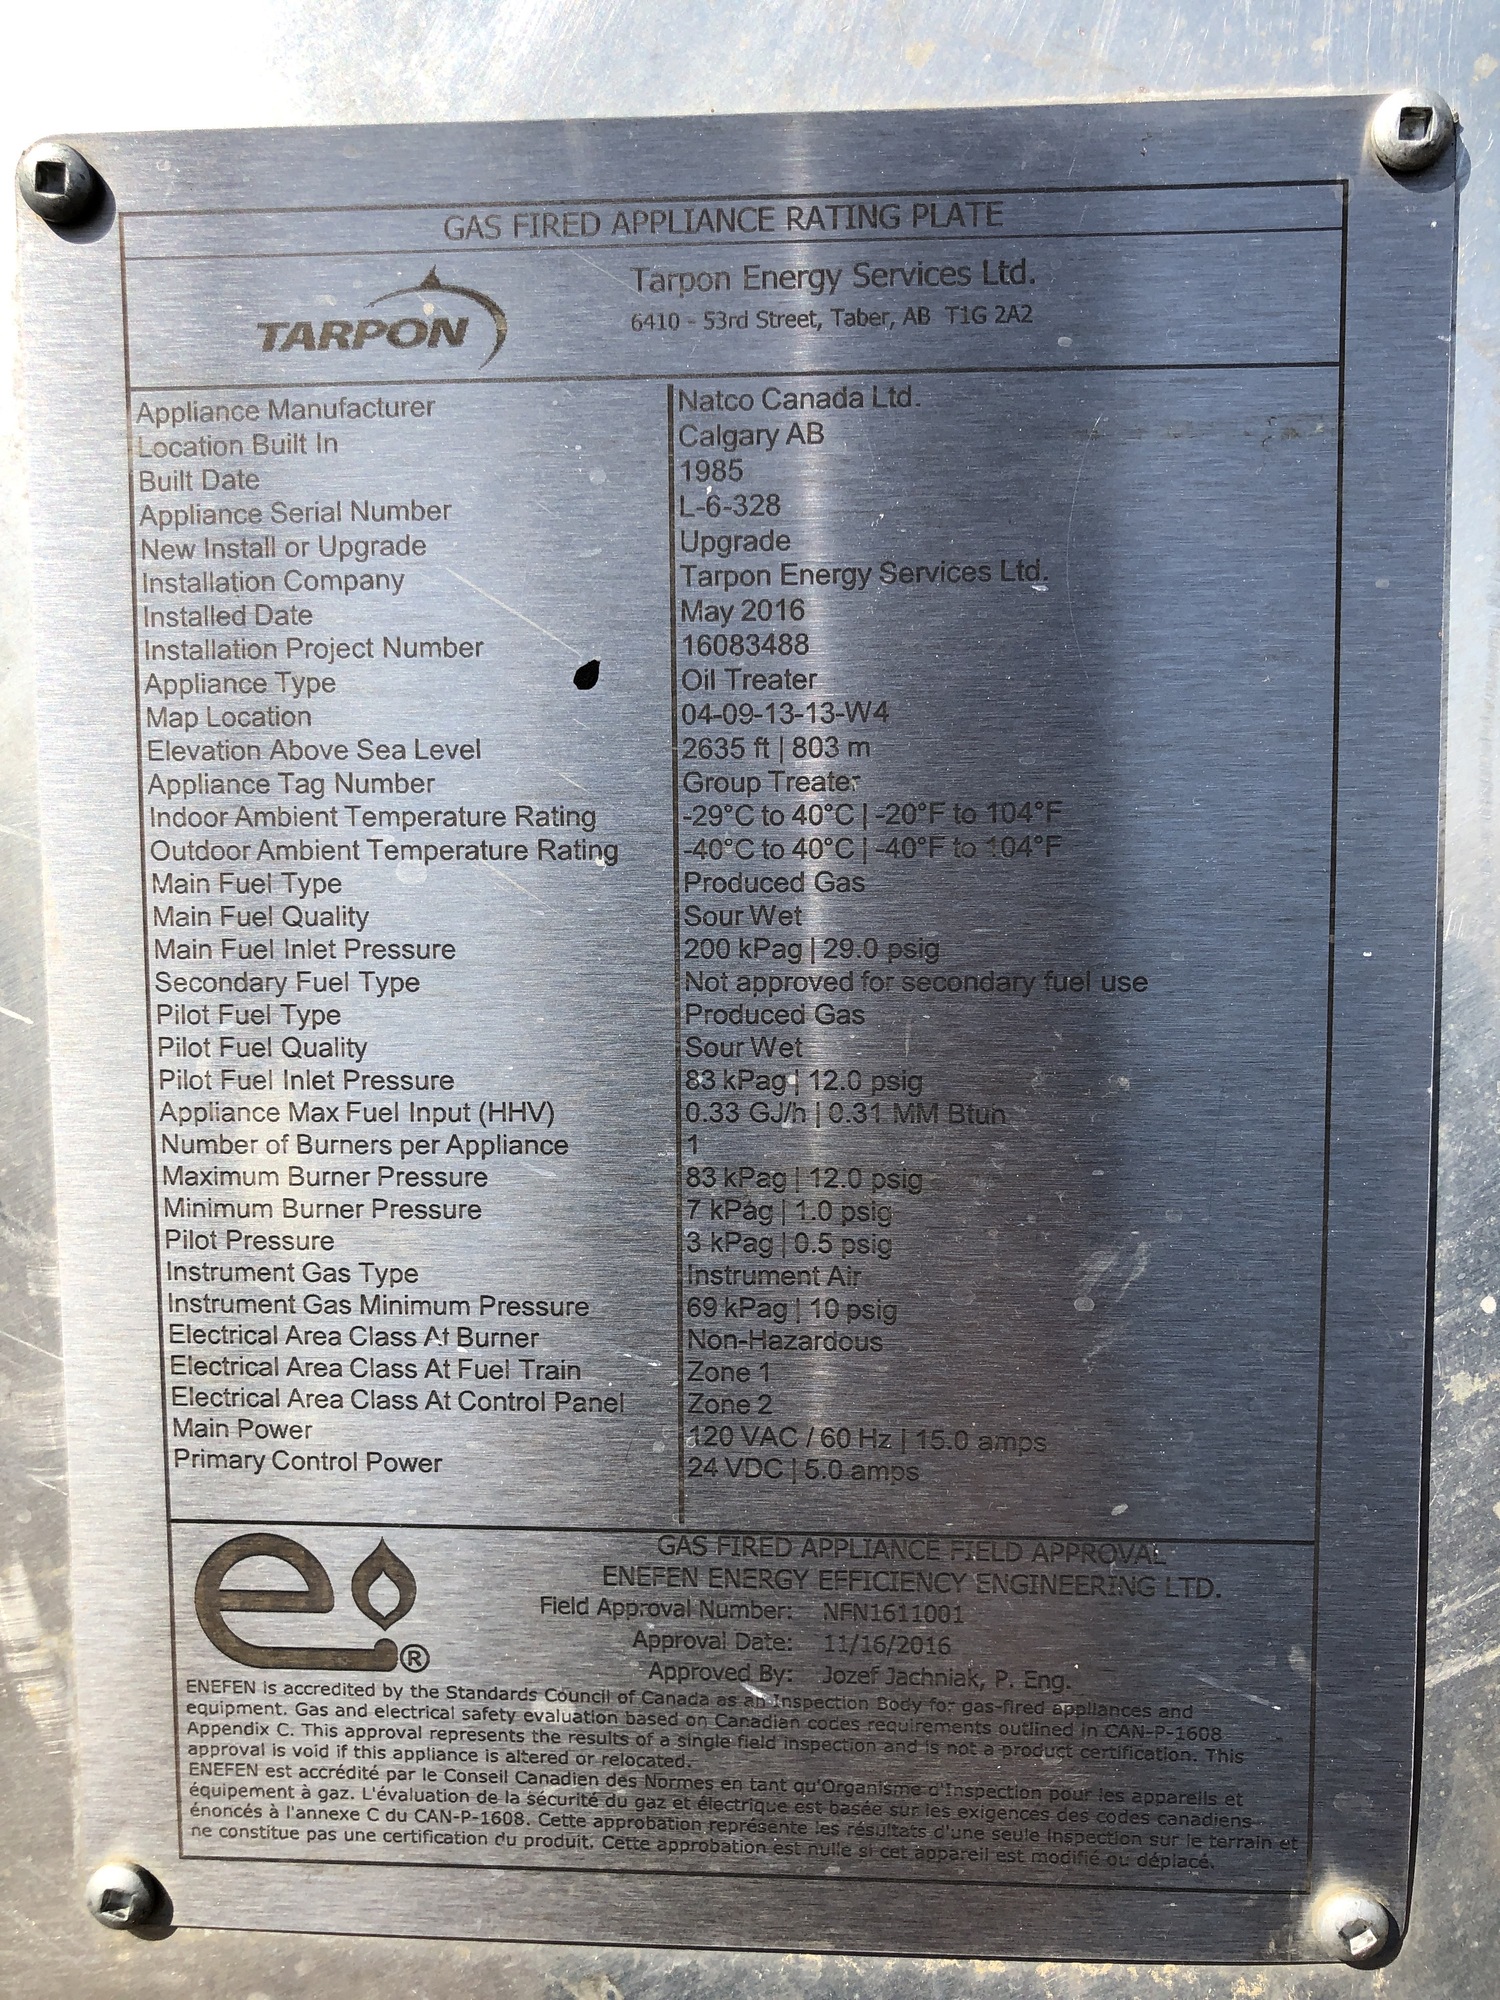 GAS FIRED APPLIANCE RATING PLATE
TARPON
Tarpon Energy Services Ltd.
6410 - 53rd Street, Taber, AB T1G 2A2
Appliance Manufacturer Natco Canada Ltd.
Location Built In Calgary AB
Built Date 1985
Appliance Serial Number L-6-328
New Install or Upgrade Upgrade
Installation Company Tarpon Energy Services Ltd.
Installed Date May 2016
Installation Project Number 16083488
Appliance Type Oil Treater
Map Location 04-09-13-13-W4
Elevation Above Sea Level 2635 ft | 803 m
Appliance Tag Number Group Treater
Indoor Ambient Temperature Rating -29°C to 40°C | -20°F to 104°F
Outdoor Ambient Temperature Rating -40°C to 40°C | -40°F to 104°F
Main Fuel Type Produced Gas
Main Fuel Quality Sour Wet
Main Fuel Inlet Pressure 200 kPag | 29.0 psig
Secondary Fuel Type Not approved for secondary fuel use
Pilot Fuel Type Produced Gas
Pilot Fuel Quality Sour Wet
Pilot Fuel Inlet Pressure 83 kPag | 12.0 psig
Appliance Max Fuel Input (HHV) 0.33 GJ/h | 0.31 MM Btun
Number of Burners per Appliance 1
Maximum Burner Pressure 83 kPag | 12.0 psig
Minimum Burner Pressure 7 kPag | 1.0 psig
Pilot Pressure 3 kPag | 0.5 psig
Instrument Gas Type Instrument Air
Instrument Gas Minimum Pressure 69 kPag | 10 psig
Electrical Area Class At Burner Non-Hazardous
Electrical Area Class At Fuel Train Zone 1
Electrical Area Class At Control Panel Zone 2
Main Power 120 VAC / 60 Hz | 15.0 amps
Primary Control Power 24 VDC | 5.0 amps
e ®
GAS FIRED APPLIANCE FIELD APPROVAL
ENEFEN ENERGY EFFICIENCY ENGINEERING LTD.
Field Approval Number: NFN1611001
Approval Date: 11/16/2016
Approved By: Jozef Jachniak, P. Eng.
ENEFEN is accredited by the Standards Council of Canada as an Inspection Body for gas-fired appliances and
equipment. Gas and electrical safety evaluation based on Canadian codes requirements outlined in CAN-P-1608
Appendix C. This approval represents the results of a single field inspection and is not a product certification. This
approval is void if this appliance is altered or relocated.
ENEFEN est accrédité par le Conseil Canadien des Normes en tant qu'Organisme d'Inspection pour les appareils et
équipement à gaz. L'évaluation de la sécurité du gaz et électrique est basée sur les exigences des codes canadiens
énoncés à l'annexe C du CAN-P-1608. Cette approbation représente les résultats d'une seule inspection sur le terrain et
ne constitue pas une certification du produit. Cette approbation est nulle si cet appareil est modifié ou déplacé.